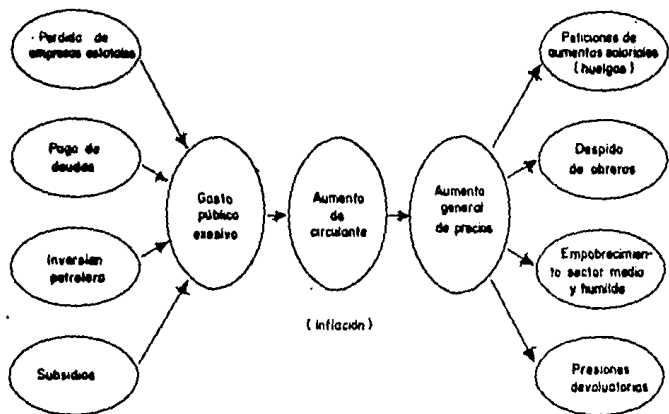 Perdida de
empresas estatales
Pago de
deudas
Inversion
petrolera
Subsidios
Gasto
público
exesivo
Aumento
de
circulante
(Inflación)
Aumento
general
de precios
Peticiones de
aumentos salariales
(huelgas)
Despido
de obreros
Empobrecimien-
to sector medio
y humilde
Presiones
devaluatorias